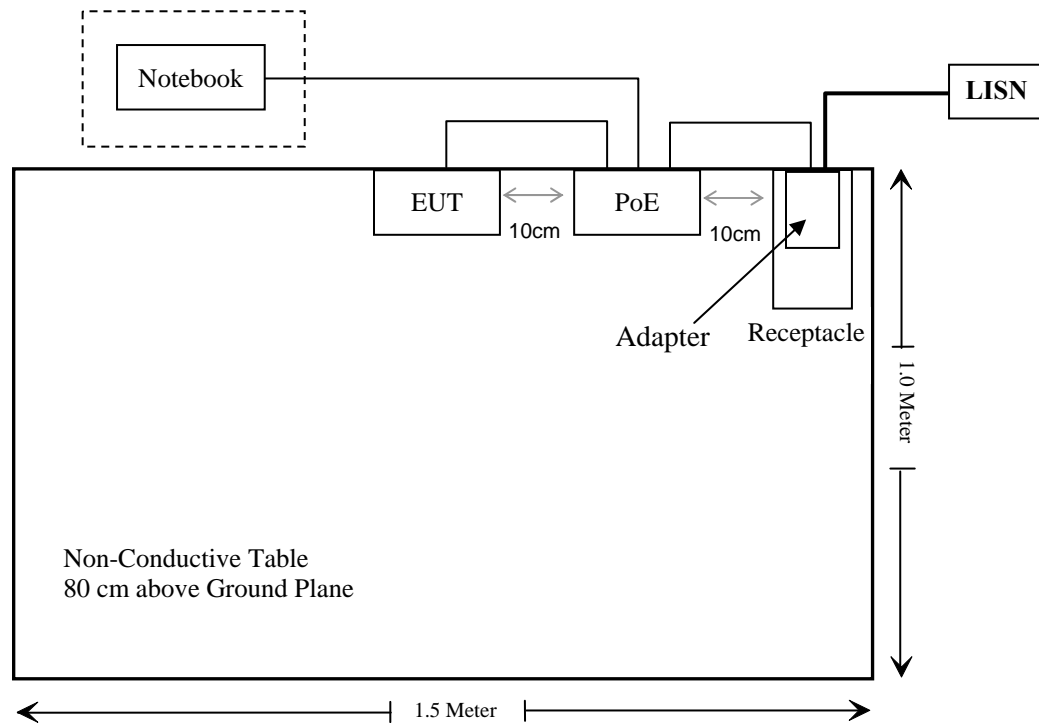 Notebook
LISN
EUT
10cm
PoE
10cm
Adapter
Receptacle
1.0 Meter
Non-Conductive Table
80 cm above Ground Plane
1.5 Meter